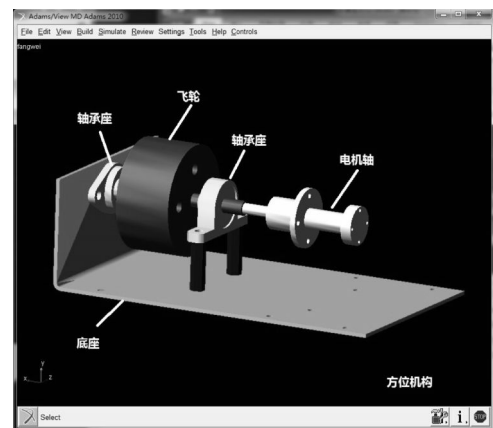 Adams/View MD Adams 2010
File Edit View Build Simulate Review Settings Tools Help Controls
fangwei
飞轮
轴承座
轴承座
电机轴
底座
y
x
z
方位机构
Select
i
STOP